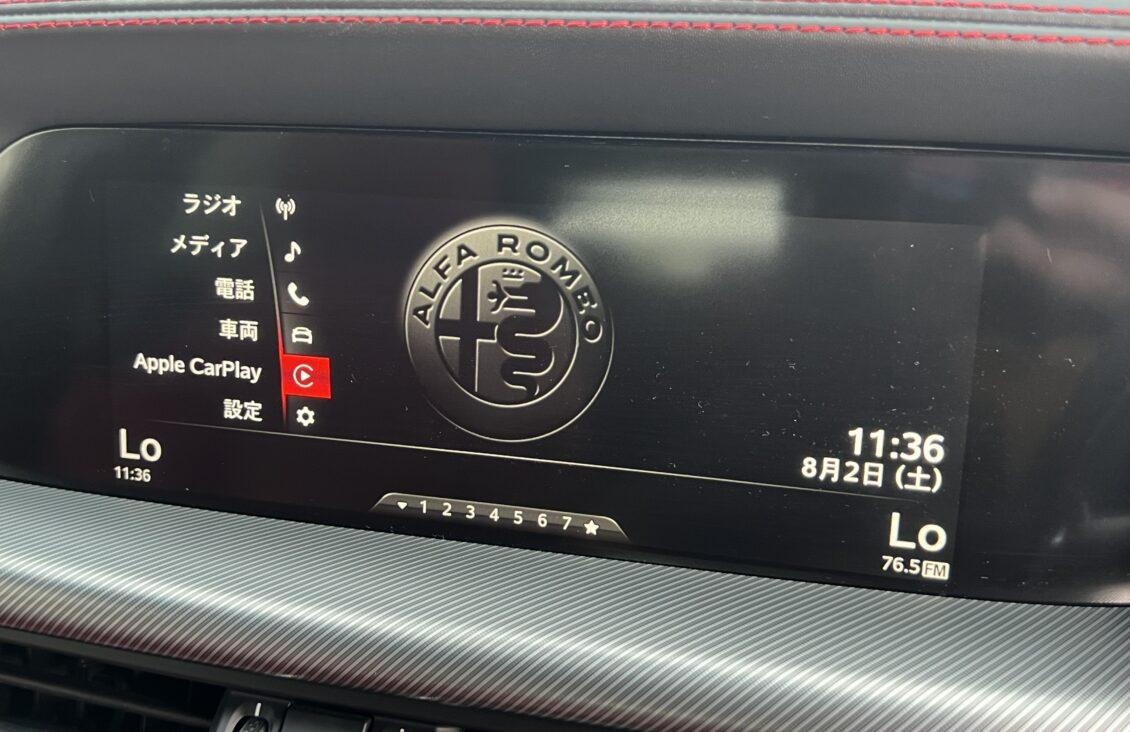 ラジオ
メディア
電話
車両
Apple CarPlay
設定
Lo
11:36
ALFA ROMEO
1 2 3 4 5 6 7
11:36
8月2日 (土)
Lo
76.5 FM